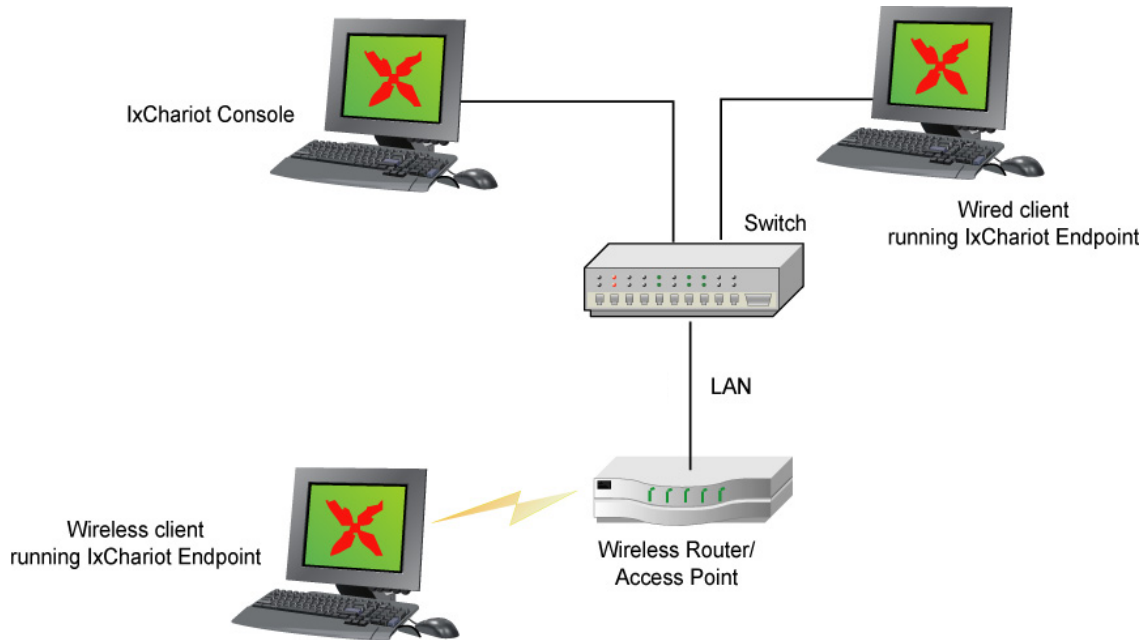 IxChariot Console
Wired client
running IxChariot Endpoint
Switch
LAN
Wireless client
running IxChariot Endpoint
Wireless Router/
Access Point